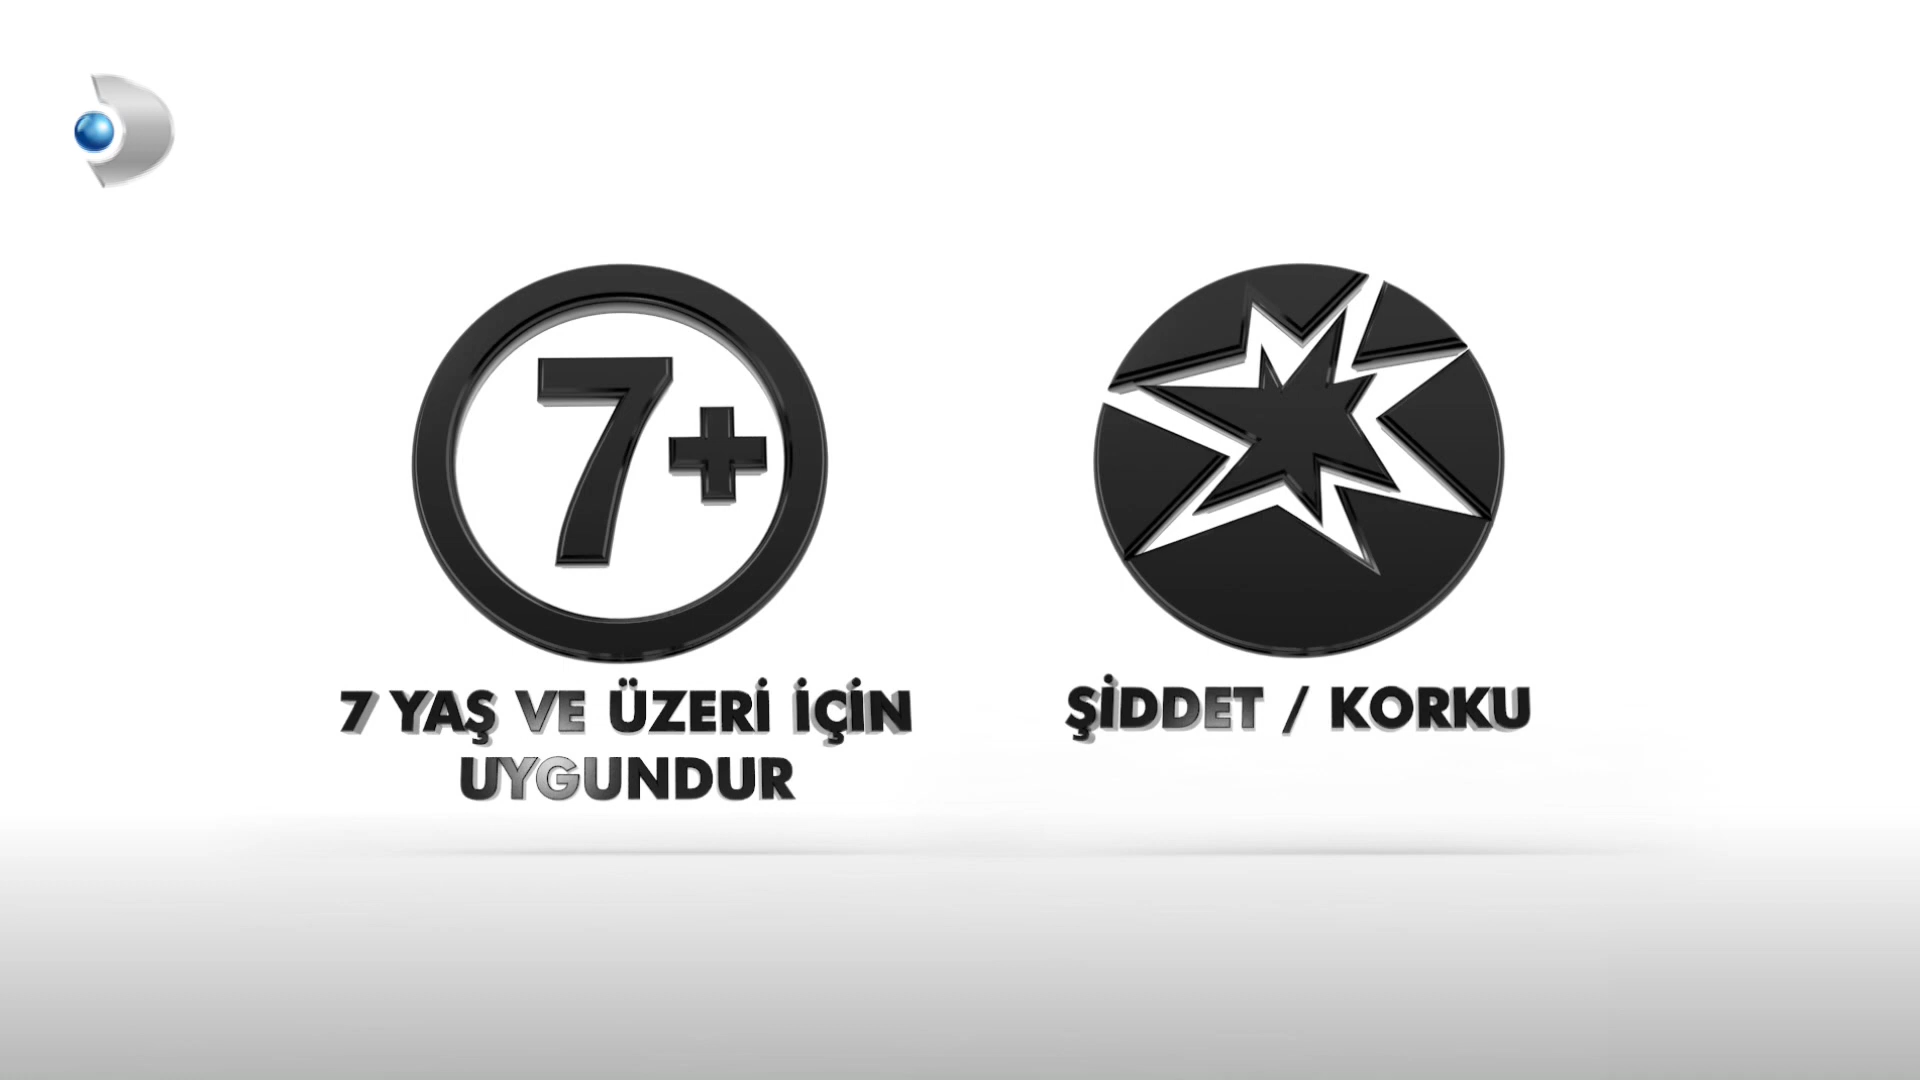 7+
7 YAŞ VE ÜZERİ İÇİN
UYGUNDUR
ŞİDDET / KORKU